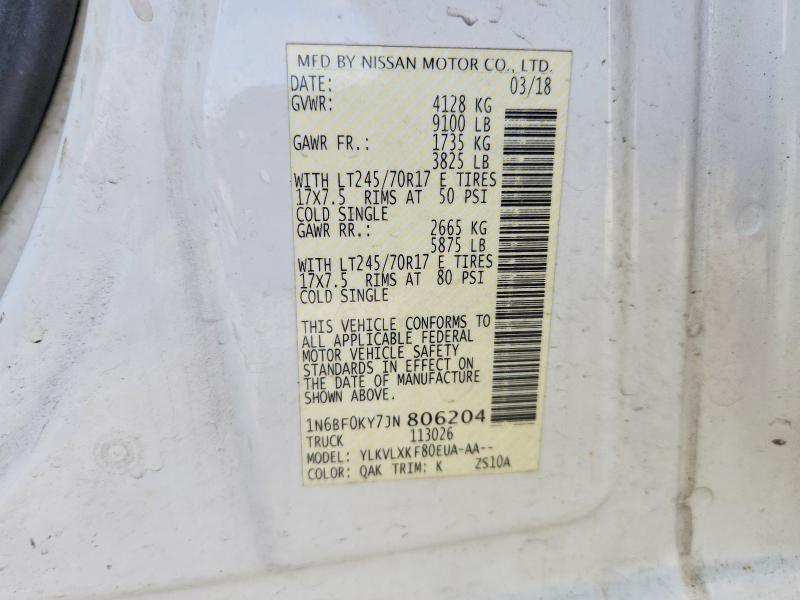 MFD BY NISSAN MOTOR CO., LTD.
DATE: 03/18
GVWR: 4128 KG
9100 LB
GAWR FR.: 1735 KG
3825 LB
WITH LT245/70R17 E TIRES
17X7.5 RIMS AT 50 PSI
COLD SINGLE
GAWR RR.: 2665 KG
5875 LB
WITH LT245/70R17 E TIRES
17X7.5 RIMS AT 80 PSI
COLD SINGLE
THIS VEHICLE CONFORMS TO
ALL APPLICABLE FEDERAL
MOTOR VEHICLE SAFETY
STANDARDS IN EFFECT ON
THE DATE OF MANUFACTURE
SHOWN ABOVE.
1N6BF0KY7JN806204
TRUCK 113026
MODEL: YLKVLXKF80EUA-AA--
COLOR: QAK TRIM: K ZS10A